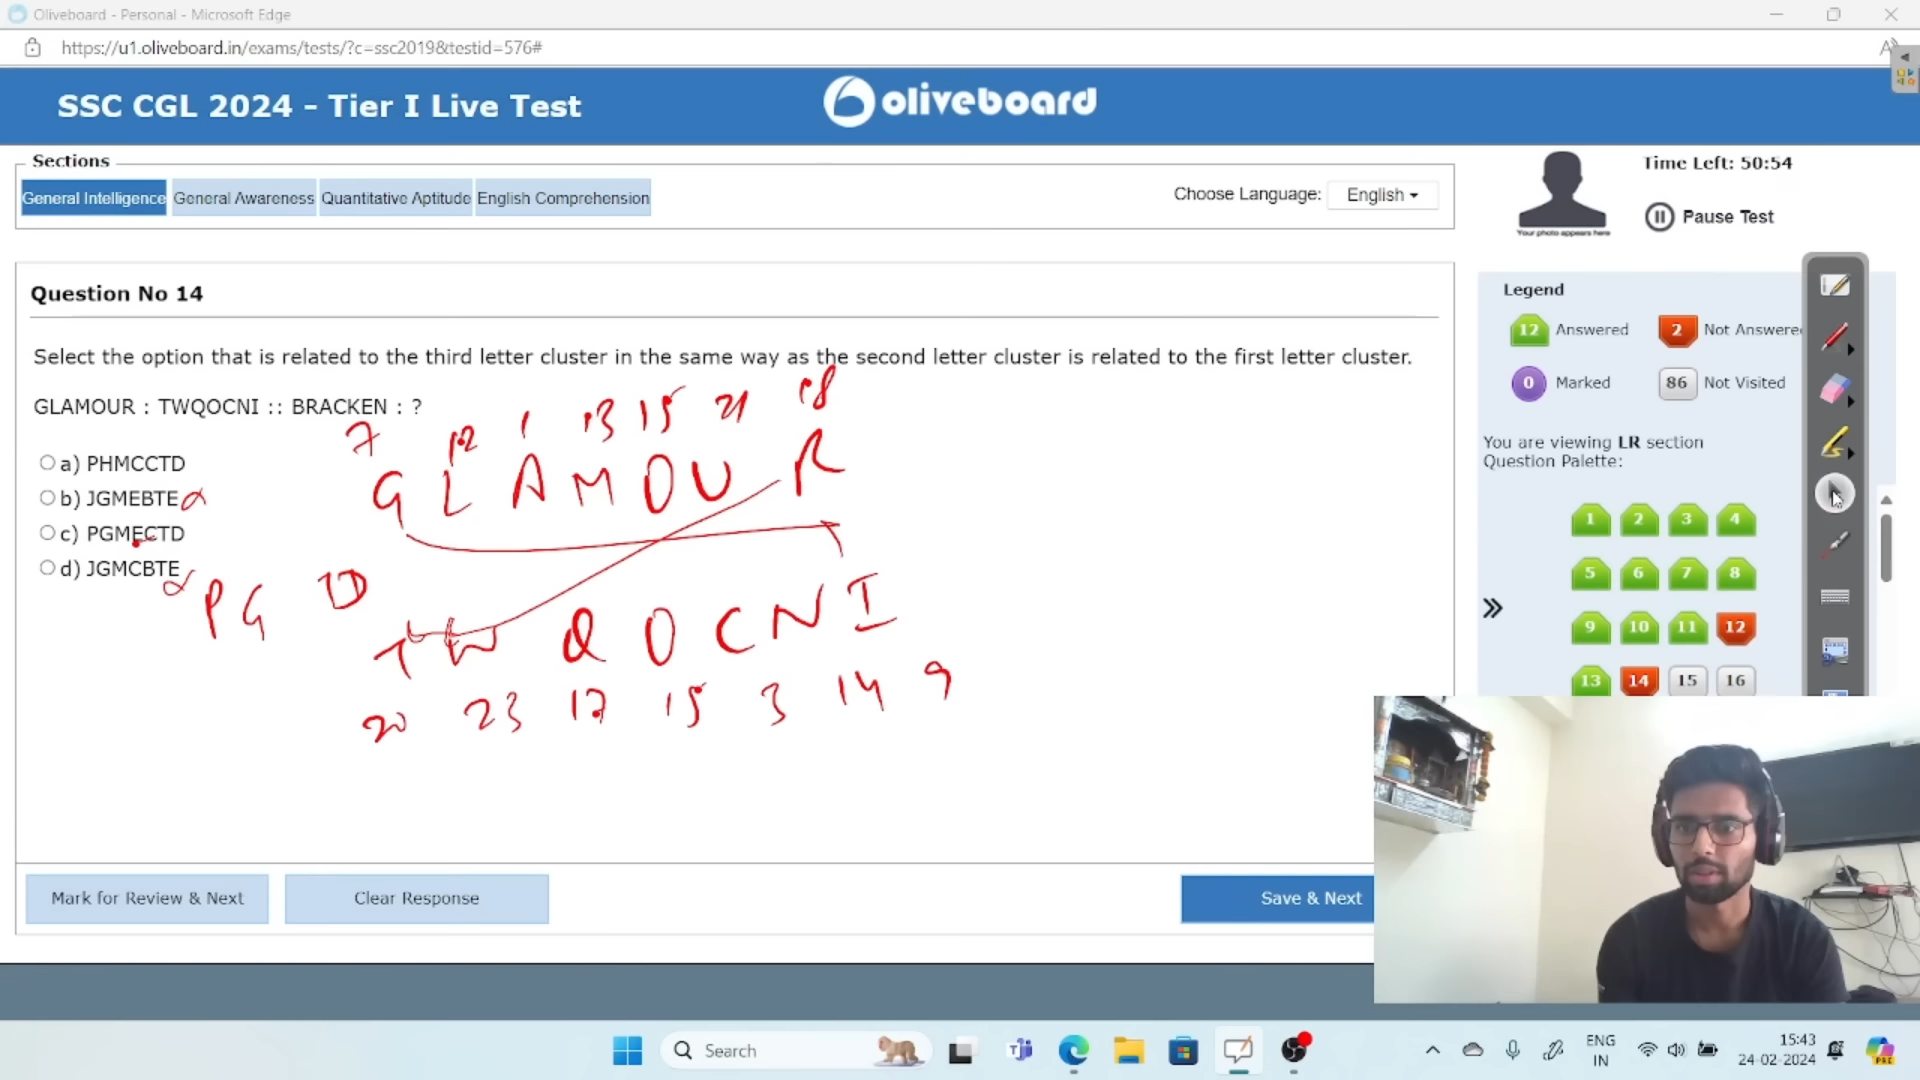 Oliveboard - Personal - Microsoft Edge
https://u1.oliveboard.in/exams/tests/?c=ssc2019&testid=576#
SSC CGL 2024 - Tier I Live Test
oliveboard
Sections
General Intelligence General Awareness Quantitative Aptitude English Comprehension
Choose Language: English
Your photo appears here
Time Left: 50:54
Pause Test
Question No 14
Select the option that is related to the third letter cluster in the same way as the second letter cluster is related to the first letter cluster.
GLAMOUR : TWQOCNI :: BRACKEN : ?
a) PHMCCTD
b) JGMEBTE
c) PGMECTD
d) JGMCBTE
7 12 1 13 15 21 18
G L A M O U R
P G T D
T W Q O C N I
20 23 17 15 3 14 9
Legend
12 Answered 2 Not Answere
0 Marked 86 Not Visited
You are viewing LR section
Question Palette:
1 2 3 4
5 6 7 8
9 10 11 12
13 14 15 16
Mark for Review & Next
Clear Response
Save & Next
Search
ENG
IN
15:43
24-02-2024
PRE